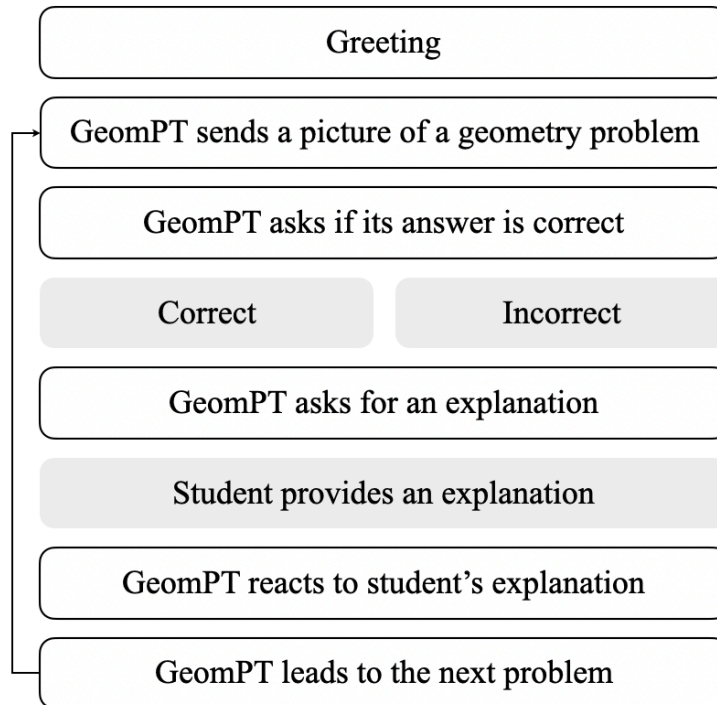 Greeting
GeomPT sends a picture of a geometry problem
GeomPT asks if its answer is correct
Correct
Incorrect
GeomPT asks for an explanation
Student provides an explanation
GeomPT reacts to student’s explanation
GeomPT leads to the next problem